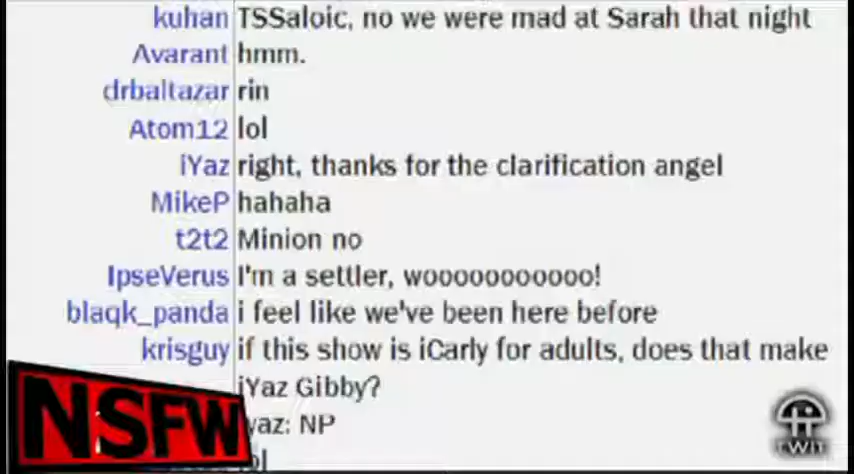 kuhan TSSaloic, no we were mad at Sarah that night
Avarant hmm.
drbaltazar rin
Atom12 lol
iYaz right, thanks for the clarification angel
MikeP hahaha
t2t2 Minion no
IpseVerus I'm a settler, wooooooooooo!
blaqk_panda i feel like we've been here before
krisguy if this show is iCarly for adults, does that make
iYaz Gibby?
yaz: NP
NSFW
TWiT